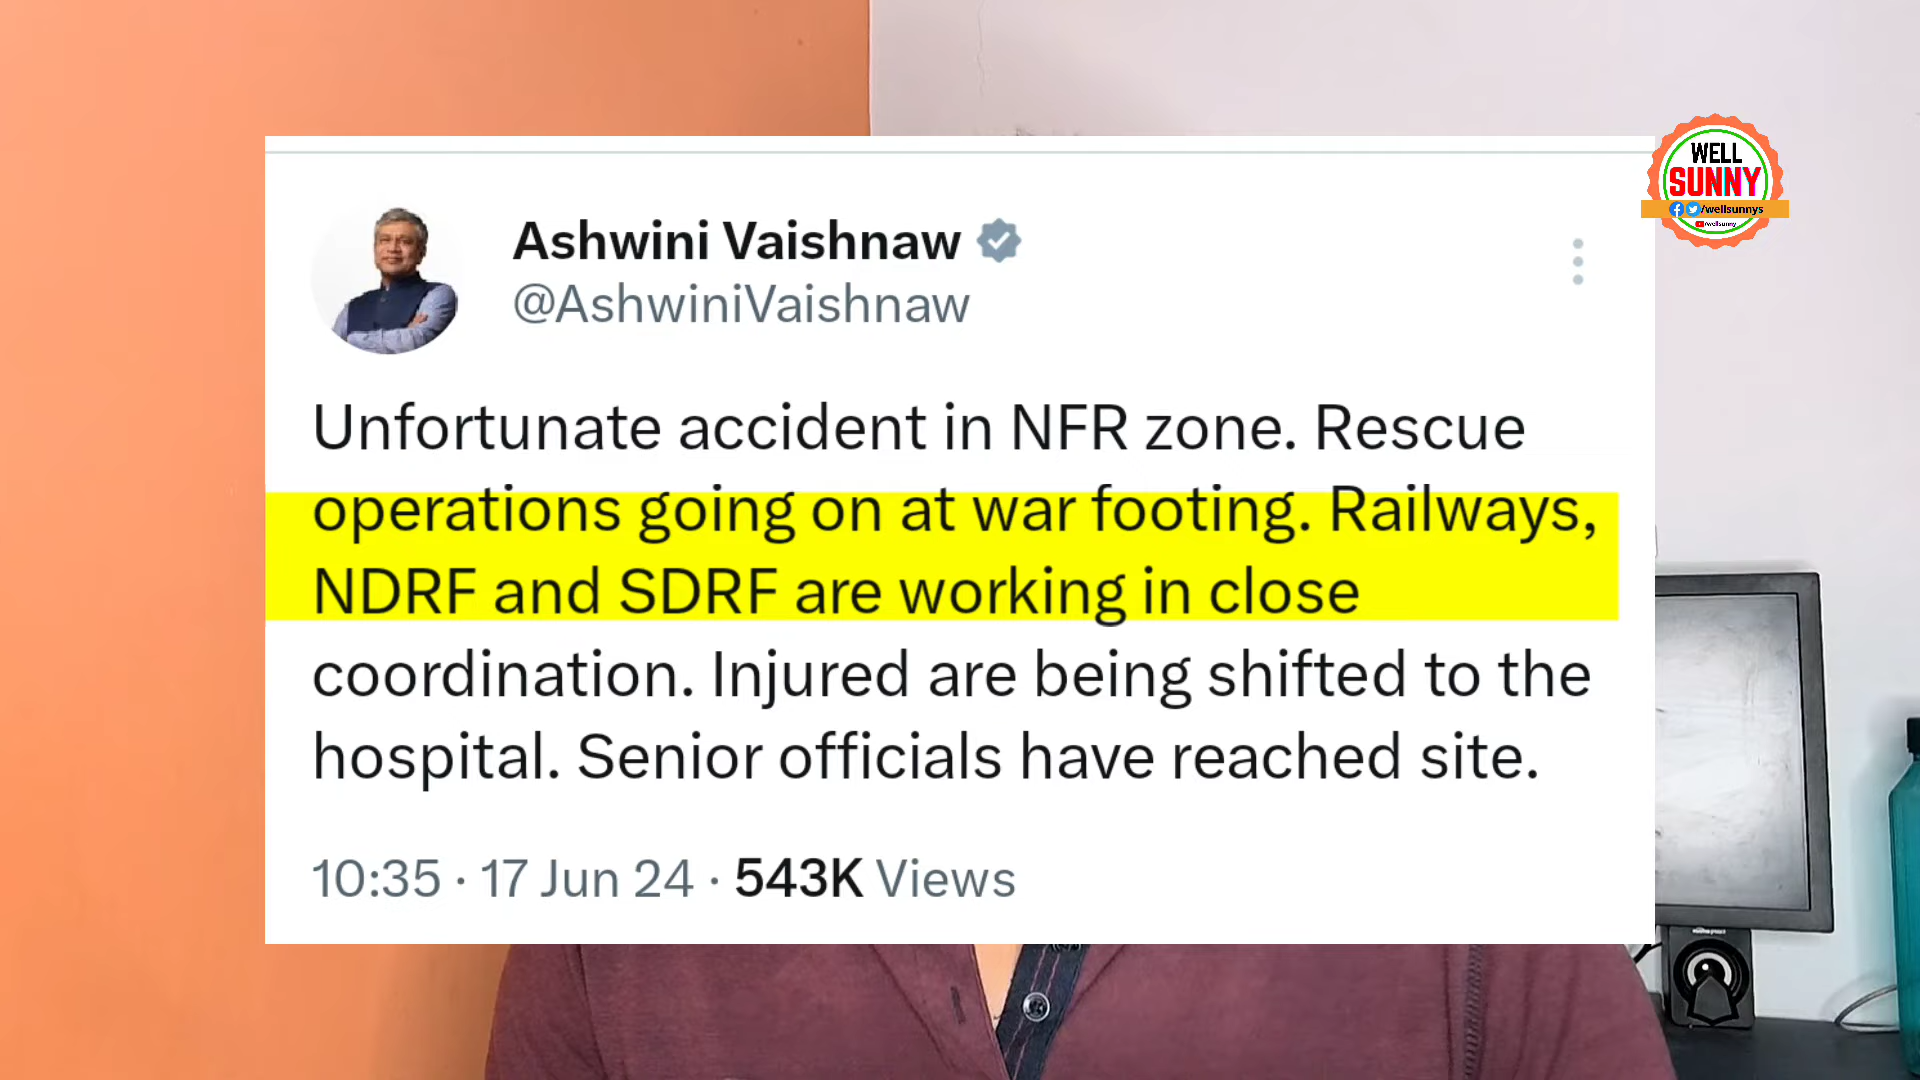 WELL
SUNNY
/wellsunnys
/wellsunny
Ashwini Vaishnaw
@AshwiniVaishnaw
Unfortunate accident in NFR zone. Rescue
operations going on at war footing. Railways,
NDRF and SDRF are working in close
coordination. Injured are being shifted to the
hospital. Senior officials have reached site.
10:35 · 17 Jun 24 · 543K Views